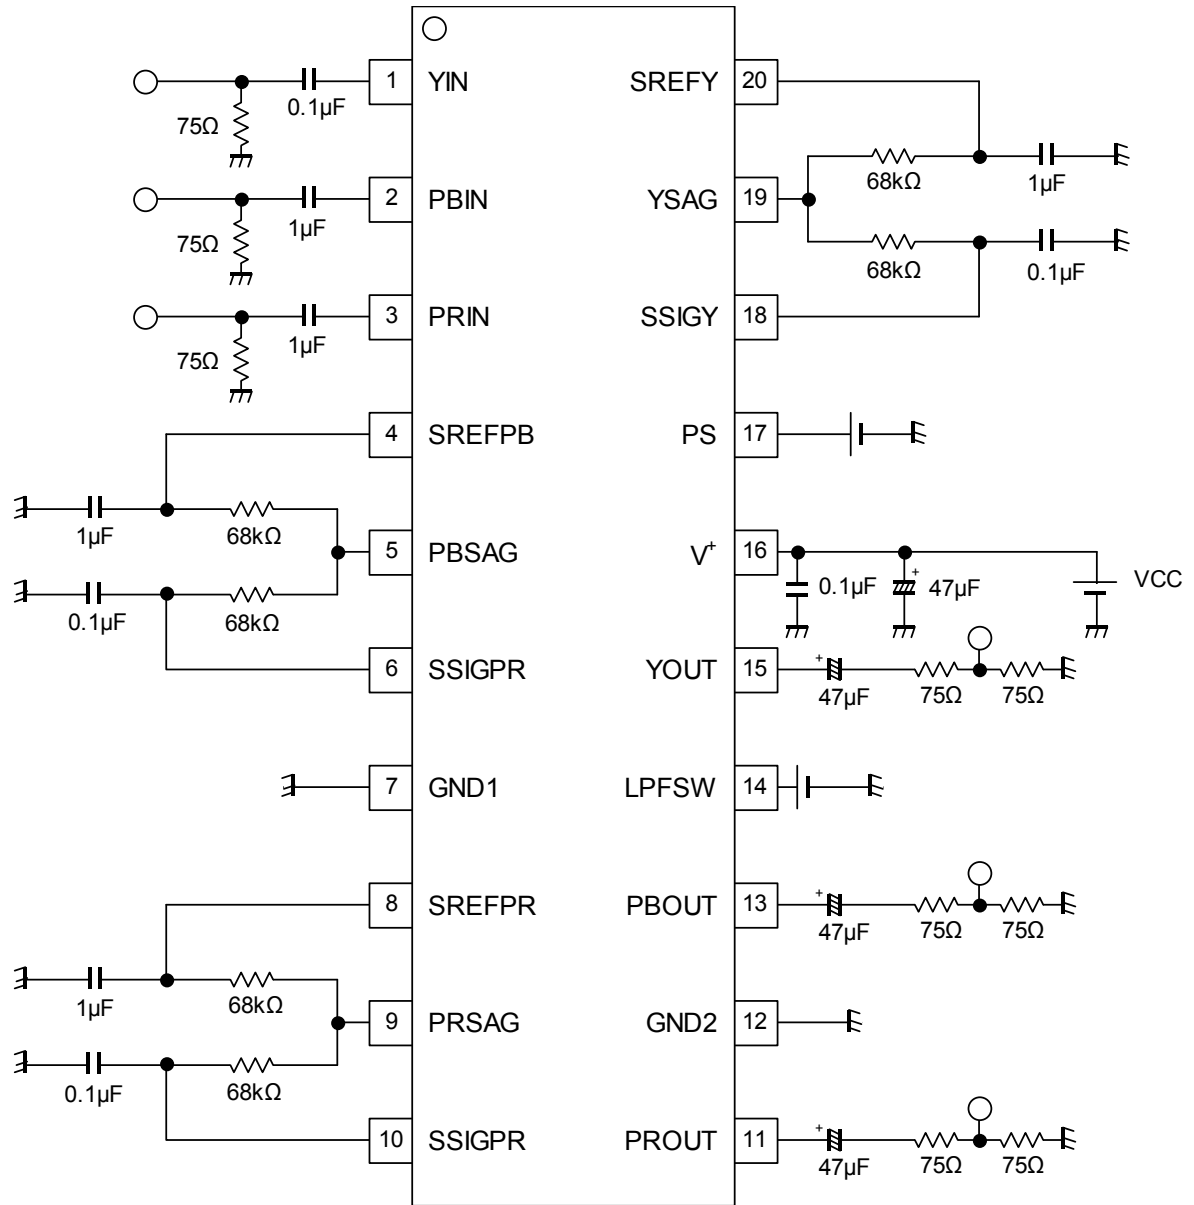 1 YIN SREFY 20
0.1µF
75Ω
68kΩ 1µF
2 PBIN YSAG 19
1µF
75Ω
68kΩ 0.1µF
3 PRIN SSIGY 18
1µF
75Ω
4 SREFPB PS 17
1µF 68kΩ
5 PBSAG V+ 16
0.1µF + 47µF VCC
0.1µF 68kΩ
6 SSIGPR YOUT 15 +
47µF 75Ω 75Ω
7 GND1 LPFSW 14
8 SREFPR PBOUT 13 +
47µF 75Ω 75Ω
1µF 68kΩ
9 PRSAG GND2 12
0.1µF 68kΩ
10 SSIGPR PROUT 11 +
47µF 75Ω 75Ω